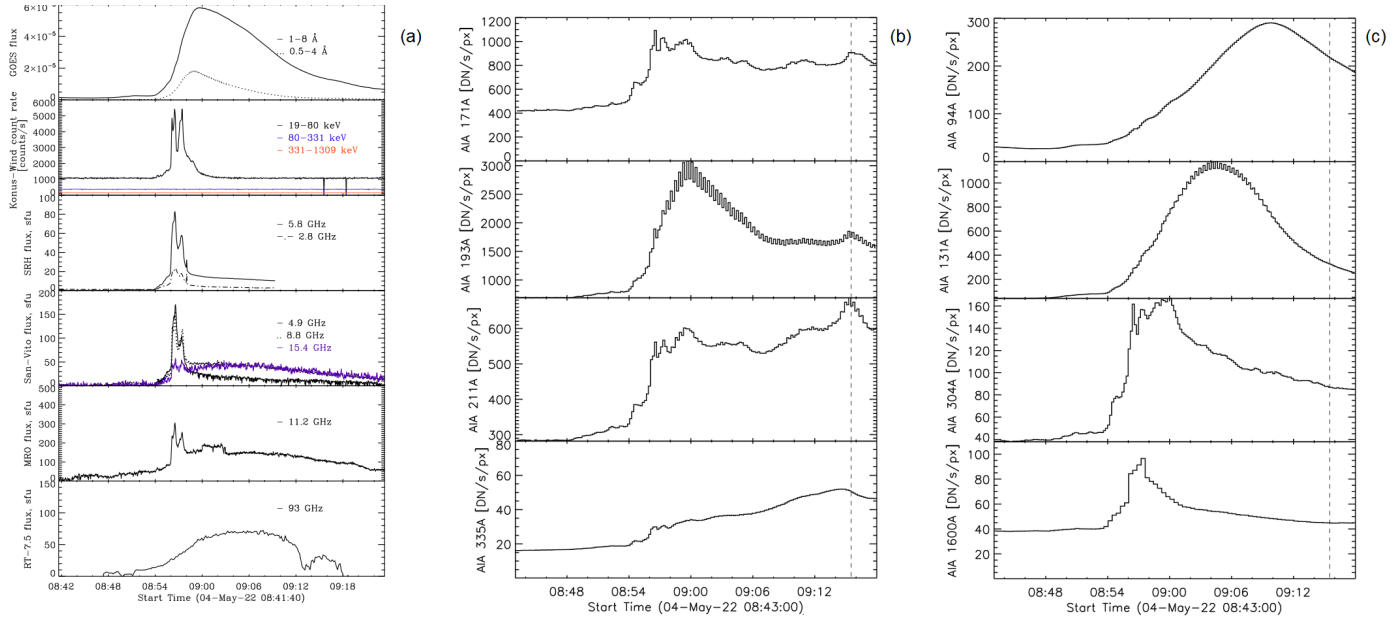 (a)
6×10
4×10⁻⁵
2×10⁻⁵
0
GOES flux
– 1–8 Å
··· 0.5–4 Å
6000
5000
4000
3000
2000
1000
0
Konus–Wind count rate
[counts/s]
– 19–80 keV
– 80–331 keV
– 331–1309 keV
100
80
60
40
20
0
SRH flux, sfu
– 5.8 GHz
–.– 2.8 GHz
200
150
100
50
0
San–Vito flux, sfu
– 4.9 GHz
·· 8.8 GHz
– 15.4 GHz
500
400
300
200
100
0
MRO flux, sfu
– 11.2 GHz
150
100
50
0
RT–7.5 flux, sfu
– 93 GHz
08:42 08:48 08:54 09:00 09:06 09:12 09:18
Start Time (04–May–22 08:41:40)
(b)
1200
1000
800
600
400
200
0
AIA 171A [DN/s/px]
3000
2500
2000
1500
1000
AIA 193A [DN/s/px]
600
500
400
300
AIA 211A [DN/s/px]
80
60
40
20
AIA 335A [DN/s/px]
08:48 08:54 09:00 09:06 09:12
Start Time (04–May–22 08:43:00)
(c)
300
200
100
0
AIA 94A [DN/s/px]
1000
800
600
400
200
AIA 131A [DN/s/px]
160
140
120
100
80
60
40
AIA 304A [DN/s/px]
100
80
60
40
20
AIA 1600A [DN/s/px]
08:48 08:54 09:00 09:06 09:12
Start Time (04–May–22 08:43:00)